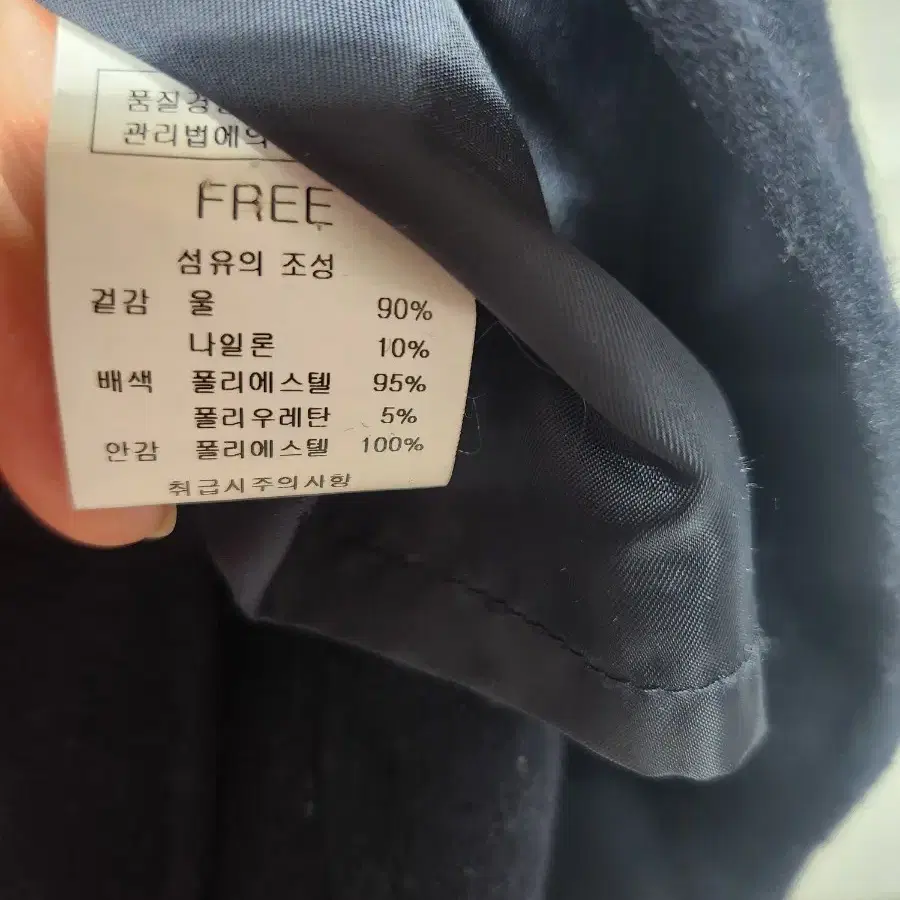 품질경
관리법에의
FREE
섬유의 조성
겉감 울 90%
나일론 10%
배색 폴리에스텔 95%
폴리우레탄 5%
안감 폴리에스텔 100%
취급시주의사항